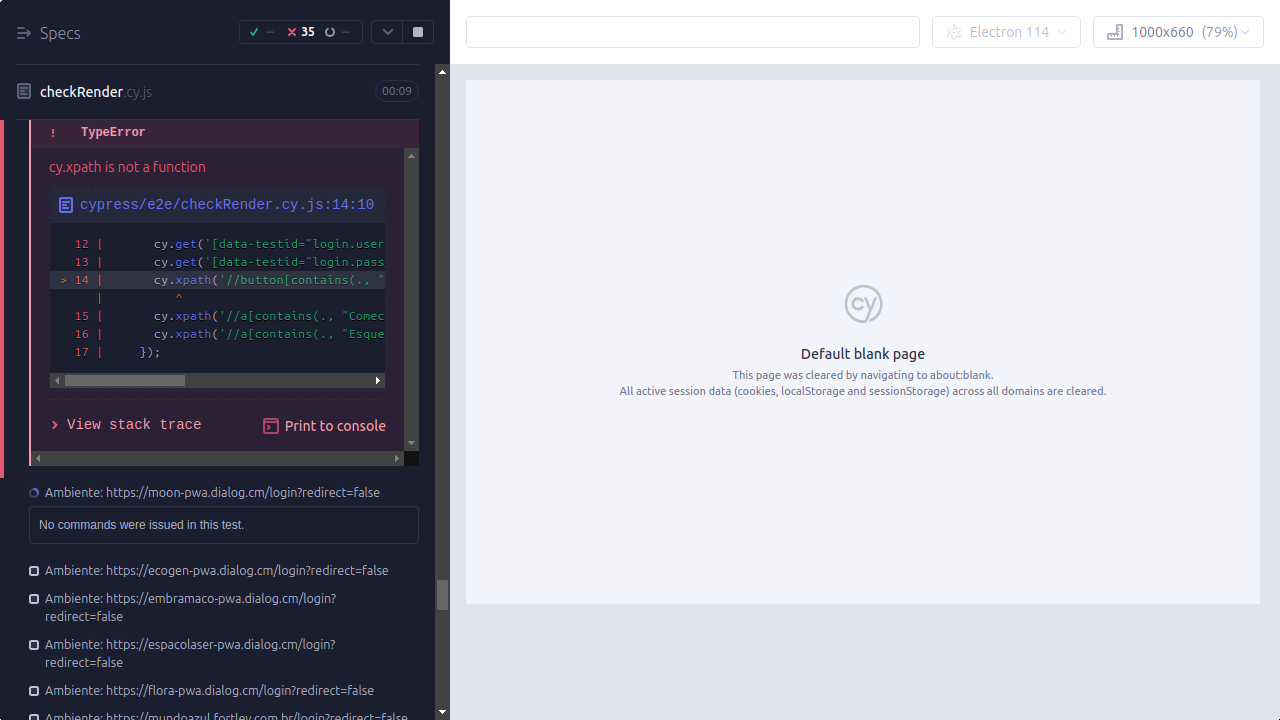 Specs
-- 35 --
Electron 114
1000x660 (79%)
checkRender.cy.js
00:09
! TypeError
cy.xpath is not a function
cypress/e2e/checkRender.cy.js:14:10
12 | cy.get('[data-testid="login.user
13 | cy.get('[data-testid="login.pass
> 14 | cy.xpath('//button[contains(., "
| ^
15 | cy.xpath('//a[contains(., "Comec
16 | cy.xpath('//a[contains(., "Esque
17 | });
View stack trace
Print to console
Ambiente: https://moon-pwa.dialog.cm/login?redirect=false
No commands were issued in this test.
Ambiente: https://ecogen-pwa.dialog.cm/login?redirect=false
Ambiente: https://embramaco-pwa.dialog.cm/login?
redirect=false
Ambiente: https://espacolaser-pwa.dialog.cm/login?
redirect=false
Ambiente: https://flora-pwa.dialog.cm/login?redirect=false
Ambiente: https://mundoazul.fortlev.com.br/login?redirect=false
cy
Default blank page
This page was cleared by navigating to about:blank.
All active session data (cookies, localStorage and sessionStorage) across all domains are cleared.